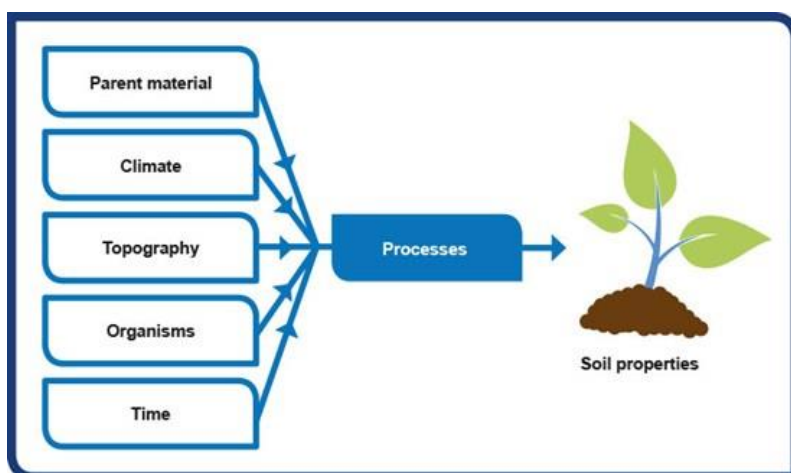 Parent material
Climate
Topography
Organisms
Time
Processes
Soil properties